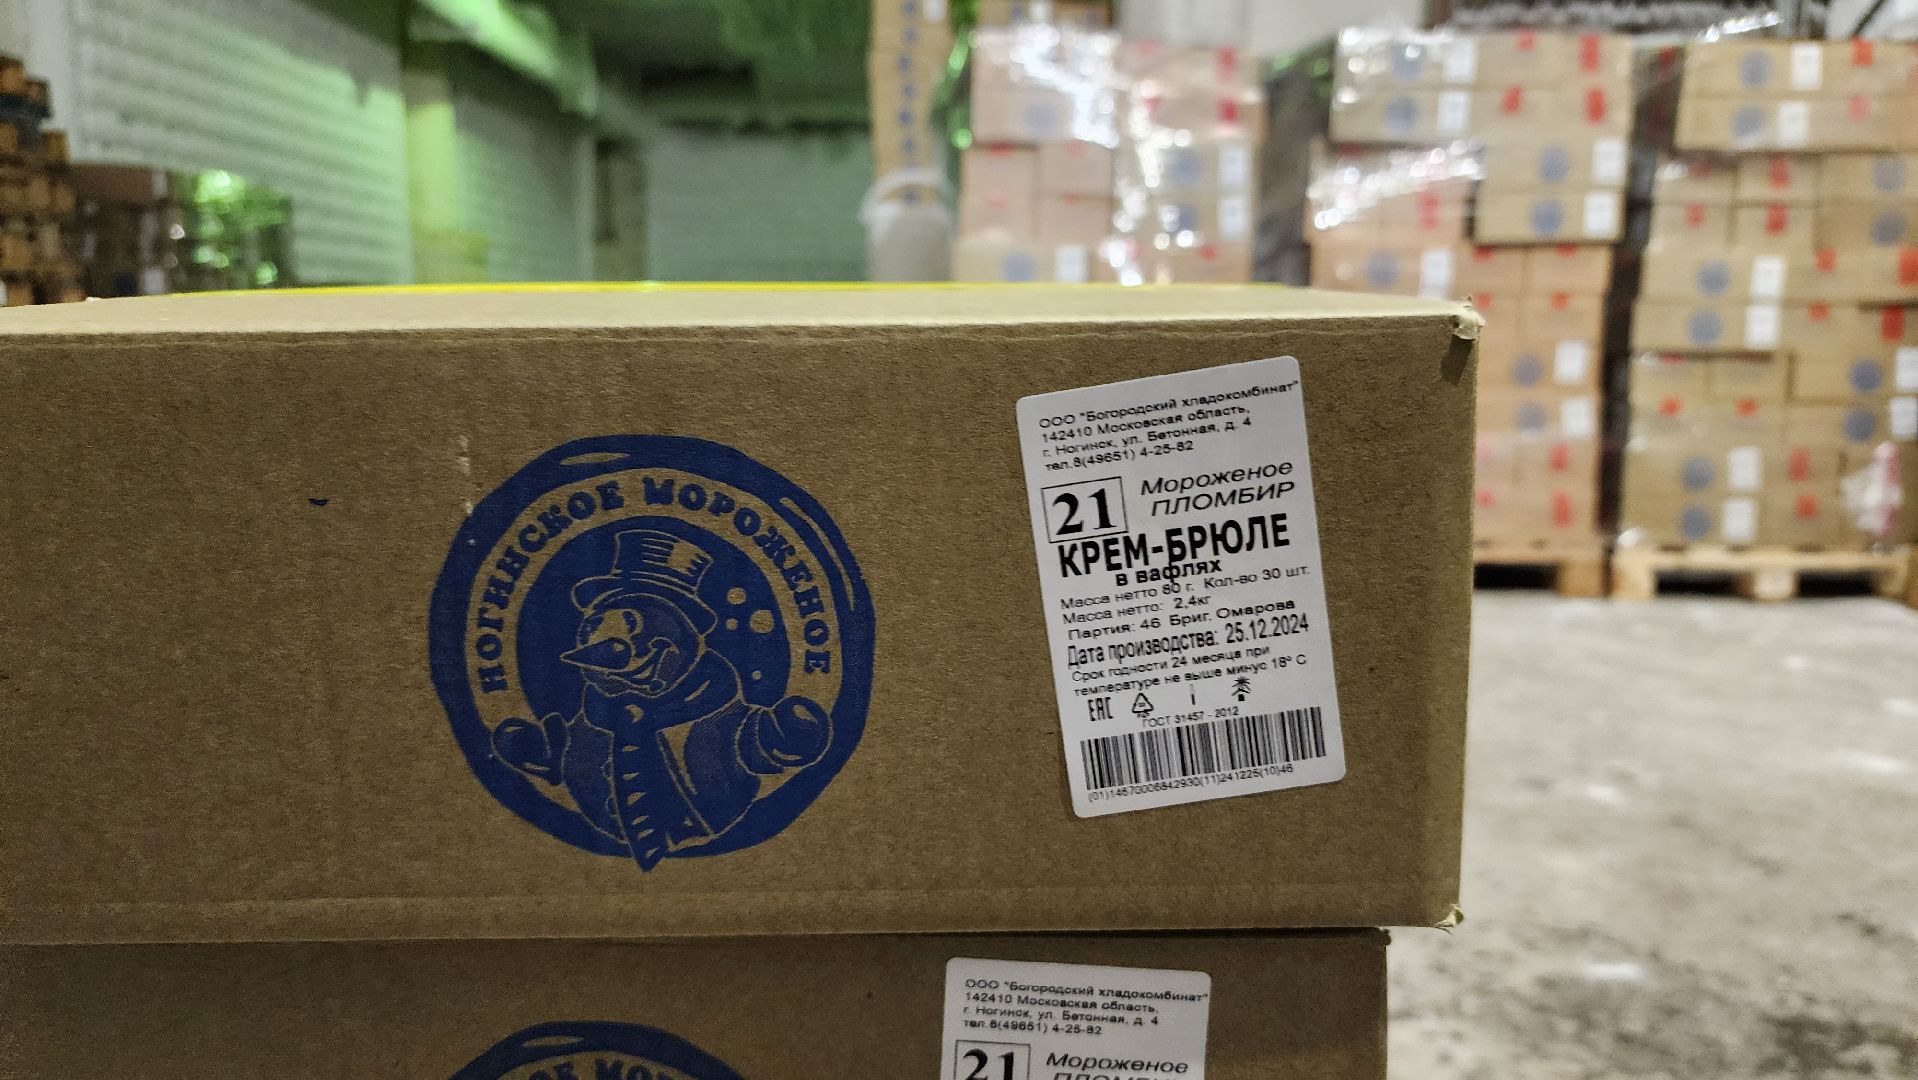 НОГИНСКОЕ МОРОЖЕНОЕ
ООО "Богородский хладокомбинат"
142410 Московская область,
г. Ногинск, ул. Бетонная, д. 4
тел.8(49651) 4-25-82
21
Мороженое
ПЛОМБИР
КРЕМ-БРЮЛЕ
в вафлях
Масса нетто 80 г. Кол-во 30 шт.
Масса нетто: 2,4кг
Партия: 46 Бриг. Омарова
Дата производства: 25.12.2024
Срок годности 24 месяца при
температуре не выше минус 18° С
ЕАС
ГОСТ 31457 - 2012
(01)14670006842930(11)241225(10)46
ООО "Богородский хладокомбинат"
142410 Московская область,
г. Ногинск, ул. Бетонная, д. 4
тел.8(49651) 4-25-82
21
Мороженое
ПЛОМБИР